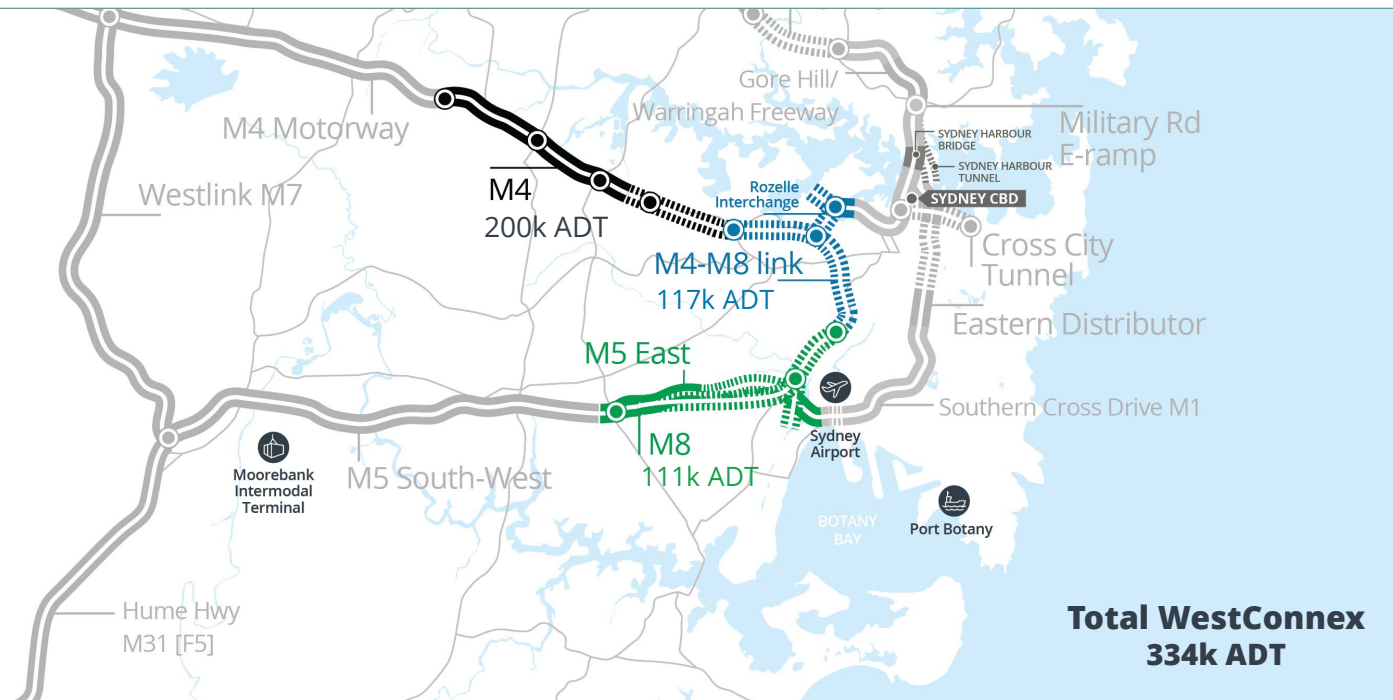 Gore Hill/
Warringah Freeway
M4 Motorway
Military Rd
E-ramp
SYDNEY HARBOUR
BRIDGE
SYDNEY HARBOUR
TUNNEL
Westlink M7
M4
200k ADT
Rozelle
Interchange
SYDNEY CBD
Cross City
Tunnel
M4-M8 link
117k ADT
Eastern Distributor
M5 East
Southern Cross Drive M1
M8
111k ADT
Sydney
Airport
Moorebank
Intermodal
Terminal
M5 South-West
BOTANY
BAY
Port Botany
Hume Hwy
M31 [F5]
Total WestConnex
334k ADT